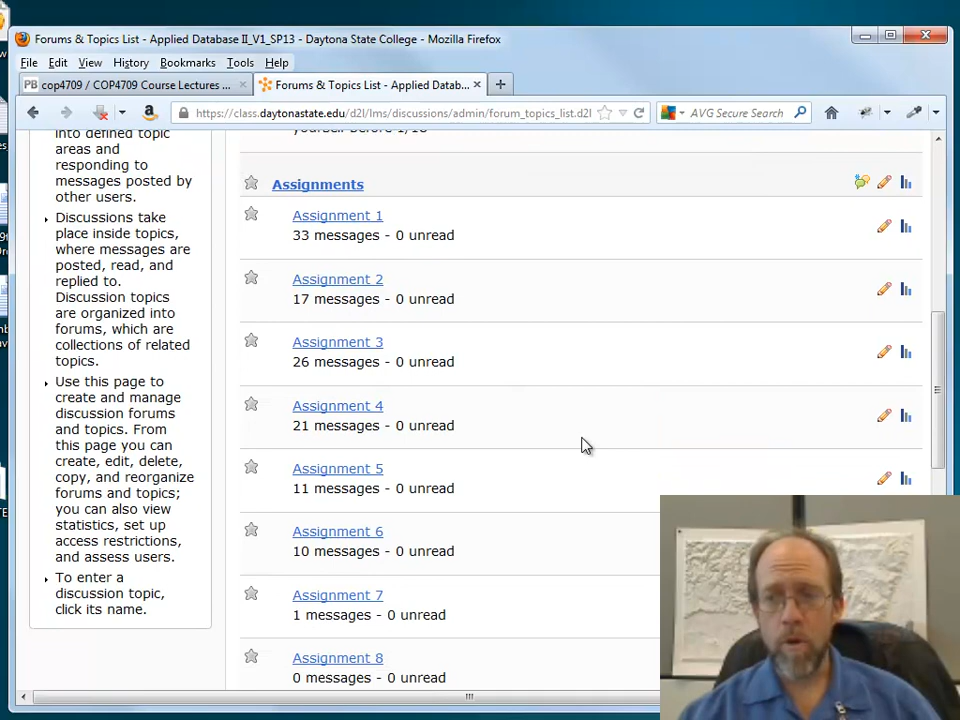 Forums & Topics List - Applied Database II_V1_SP13 - Daytona State College - Mozilla Firefox
File Edit View History Bookmarks Tools Help
PB cop4709 / COP4709 Course Lectures ... × Forums & Topics List - Applied Datab... × +
https://class.daytonastate.edu/d2l/lms/discussions/admin/forum_topics_list.d2l AVG Secure Search
into defined topic
areas and
responding to
messages posted by
other users.
Discussions take
place inside topics,
where messages are
posted, read, and
replied to.
Discussion topics
are organized into
forums, which are
collections of related
topics.
Use this page to
create and manage
discussion forums
and topics. From
this page you can
create, edit, delete,
copy, and reorganize
forums and topics;
you can also view
statistics, set up
access restrictions,
and assess users.
To enter a
discussion topic,
click its name.
Assignments
Assignment 1
33 messages - 0 unread
Assignment 2
17 messages - 0 unread
Assignment 3
26 messages - 0 unread
Assignment 4
21 messages - 0 unread
Assignment 5
11 messages - 0 unread
Assignment 6
10 messages - 0 unread
Assignment 7
1 messages - 0 unread
Assignment 8
0 messages - 0 unread